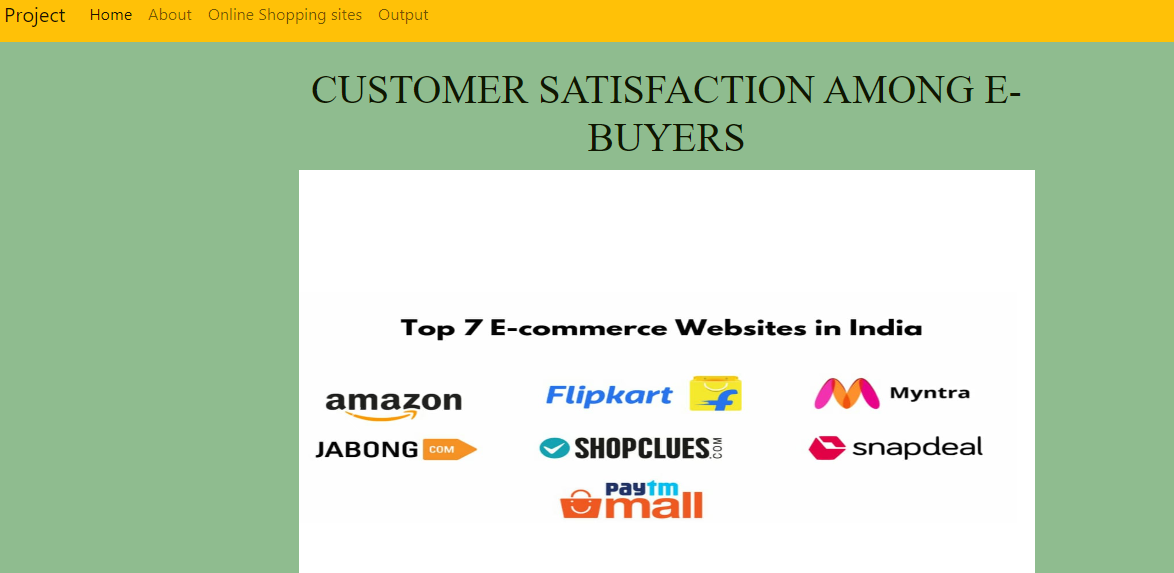 Project Home About Online Shopping sites Output
CUSTOMER SATISFACTION AMONG E-
BUYERS
Top 7 E-commerce Websites in India
amazon Flipkart Myntra
JABONG COM SHOPCLUES.COM snapdeal
paytm
mall